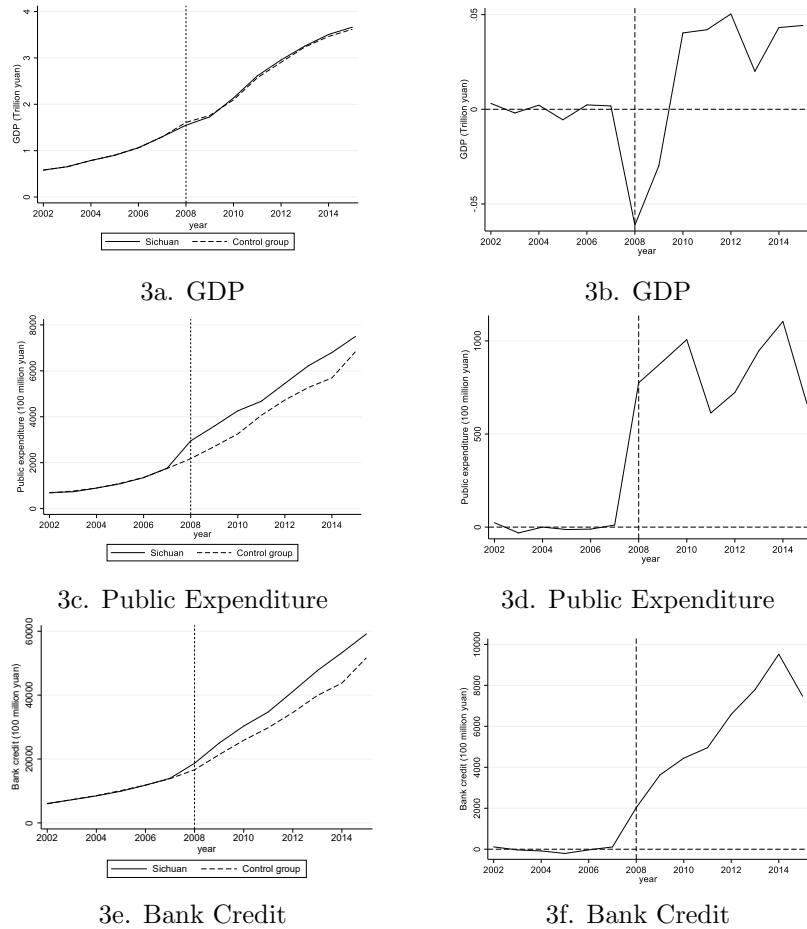 GDP (Trillion yuan)
4
3
2
1
0
2002 2004 2006 2008 2010 2012 2014
year
Sichuan Control group
3a. GDP
GDP (Trillion yuan)
.05
0
-.05
2002 2004 2006 2008 2010 2012 2014
year
3b. GDP
Public expenditure (100 million yuan)
8000
6000
4000
2000
0
2002 2004 2006 2008 2010 2012 2014
year
Sichuan Control group
3c. Public Expenditure
Public expenditure (100 million yuan)
1000
500
0
2002 2004 2006 2008 2010 2012 2014
year
3d. Public Expenditure
Bank credit (100 million yuan)
60000
40000
20000
0
2002 2004 2006 2008 2010 2012 2014
year
Sichuan Control group
3e. Bank Credit
Bank credit (100 million yuan)
10000
8000
6000
4000
2000
0
2002 2004 2006 2008 2010 2012 2014
year
3f. Bank Credit